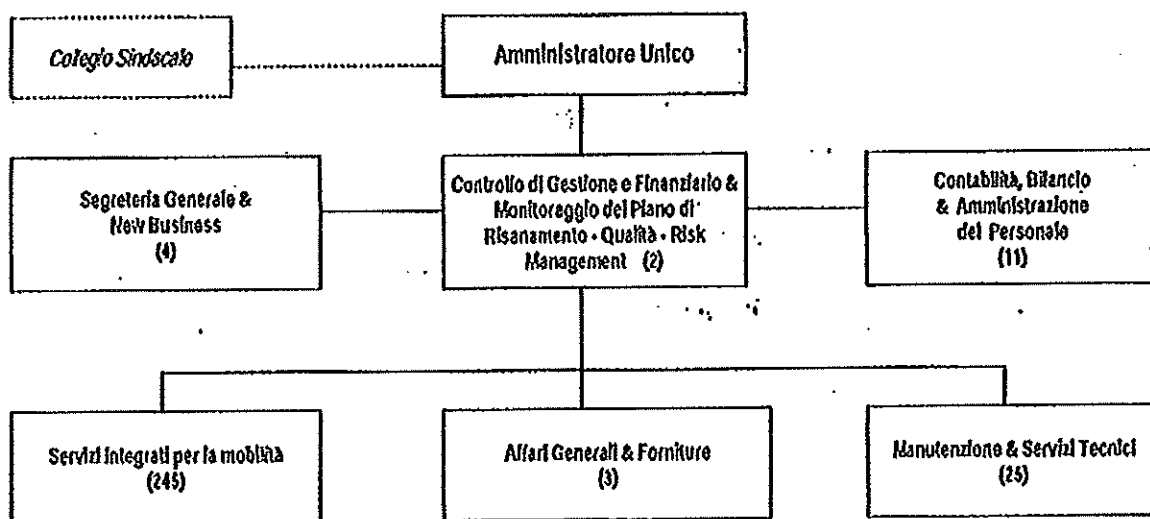 Collegio Sindacale
Amministratore Unico
Segreteria Generale &
New Business
(4)
Controllo di Gestione e Finanziario &
Monitoraggio del Piano di
Risanamento - Qualità - Risk
Management (2)
Contabilità, Bilancio
& Amministrazione
del Personale
(11)
Servizi integrati per la mobilità
(245)
Affari Generali & Forniture
(3)
Manutenzione & Servizi Tecnici
(25)